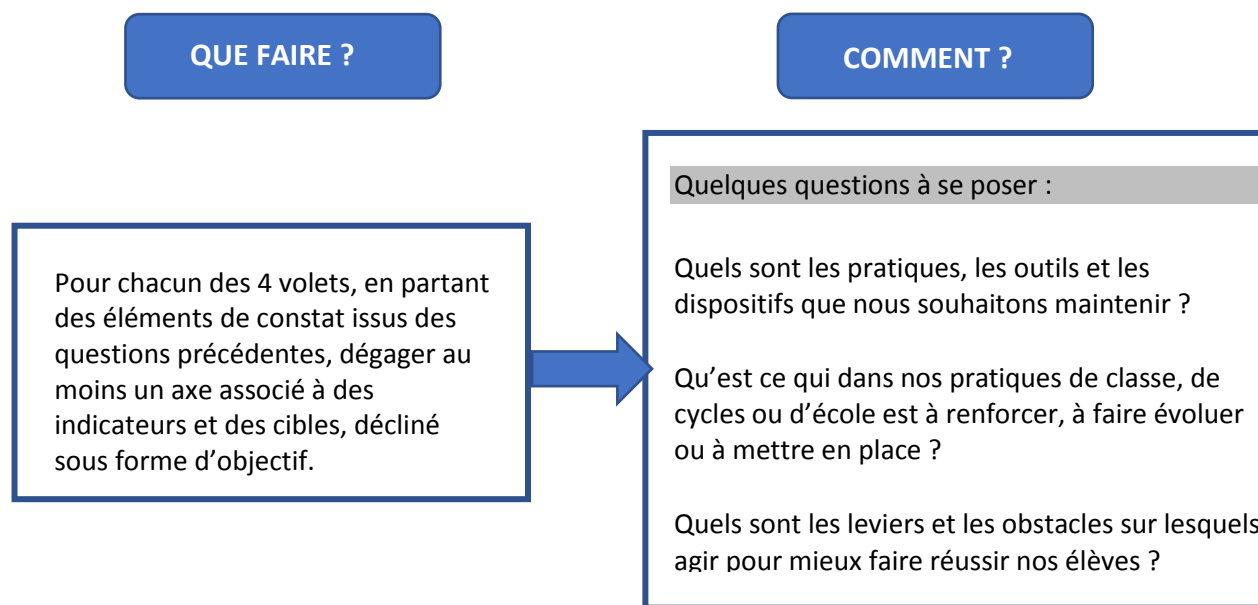 QUE FAIRE ?
COMMENT ?
Pour chacun des 4 volets, en partant
des éléments de constat issus des
questions précédentes, dégager au
moins un axe associé à des
indicateurs et des cibles, décliné
sous forme d’objectif.
Quelques questions à se poser :
Quels sont les pratiques, les outils et les
dispositifs que nous souhaitons maintenir ?
Qu’est ce qui dans nos pratiques de classe, de
cycles ou d’école est à renforcer, à faire évoluer
ou à mettre en place ?
Quels sont les leviers et les obstacles sur lesquels
agir pour mieux faire réussir nos élèves ?